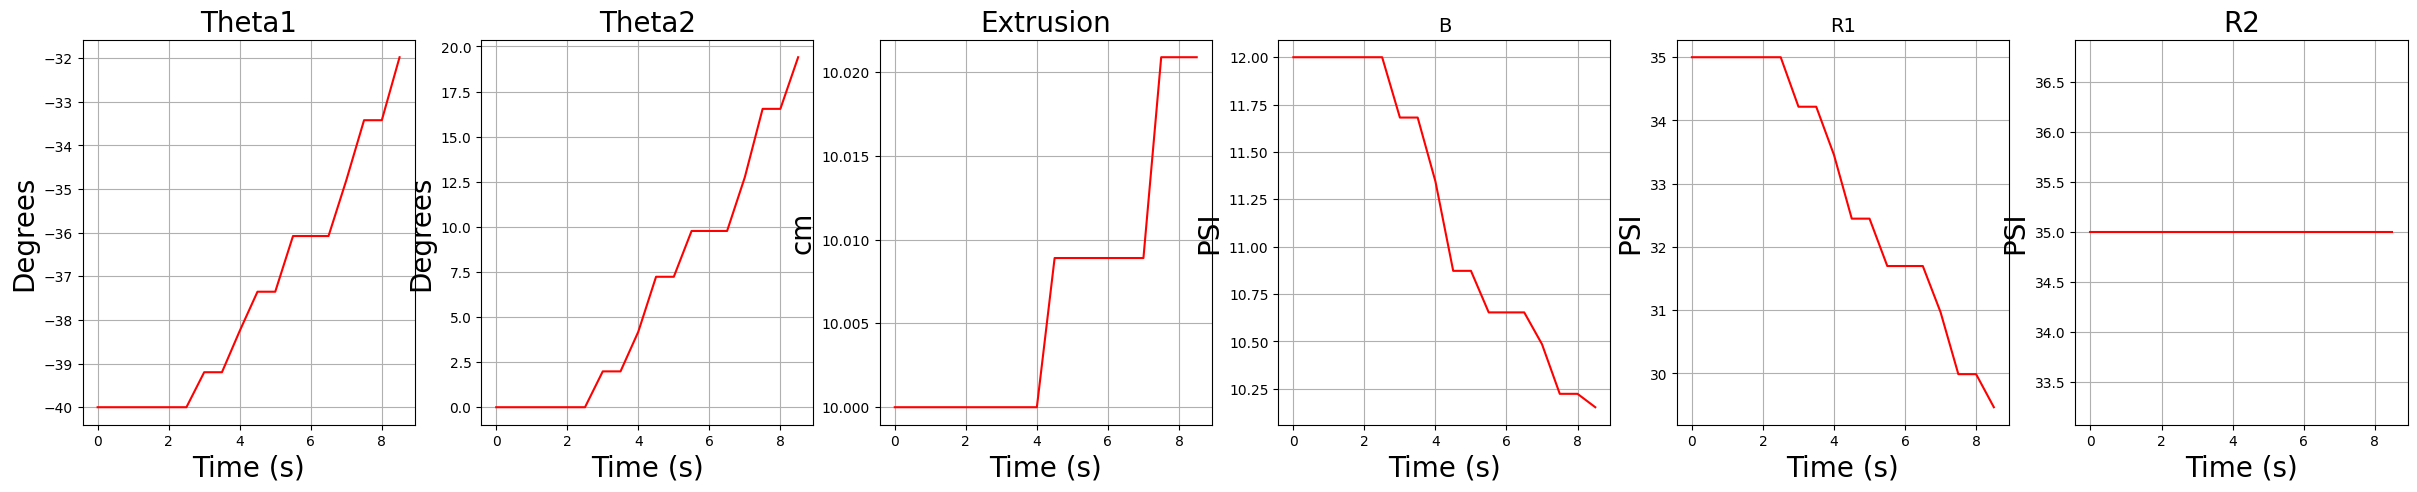 Theta1
Degrees
−32
−33
−34
−35
−36
−37
−38
−39
−40
0 2 4 6 8
Time (s)
Theta2
Degrees
20.0
17.5
15.0
12.5
10.0
7.5
5.0
2.5
0.0
0 2 4 6 8
Time (s)
Extrusion
cm
10.020
10.015
10.010
10.005
10.000
0 2 4 6 8
Time (s)
B
PSI
12.00
11.75
11.50
11.25
11.00
10.75
10.50
10.25
0 2 4 6 8
Time (s)
R1
PSI
35
34
33
32
31
30
0 2 4 6 8
Time (s)
R2
PSI
36.5
36.0
35.5
35.0
34.5
34.0
33.5
0 2 4 6 8
Time (s)